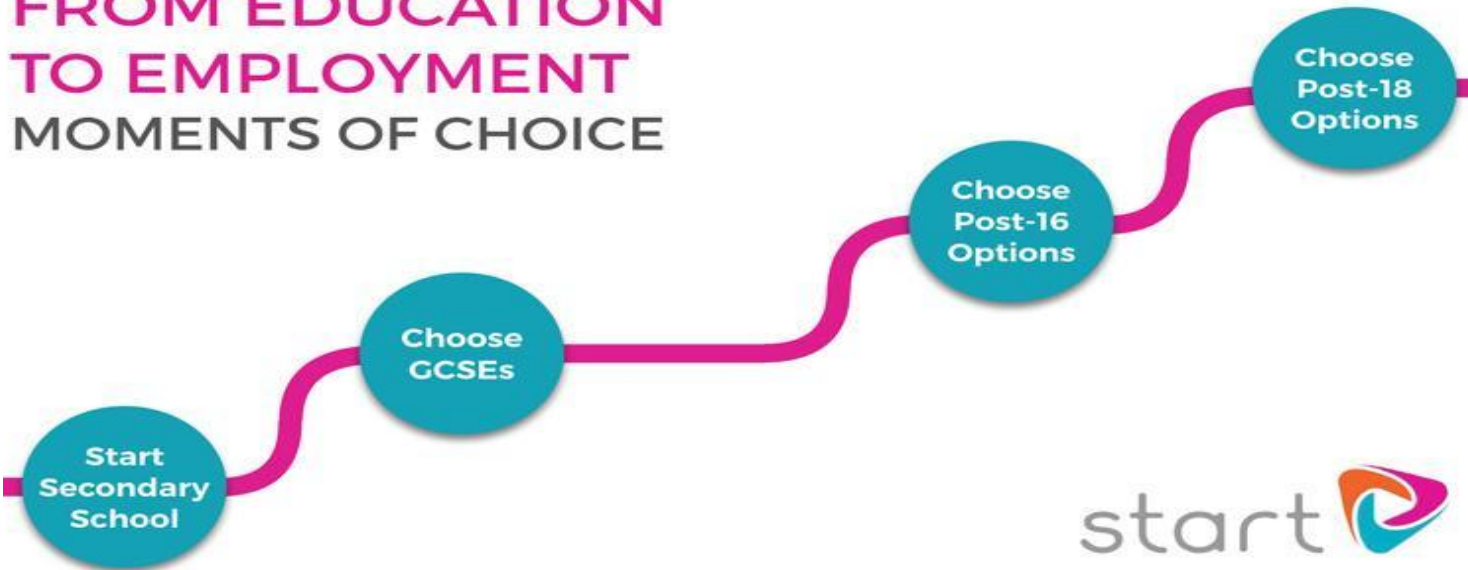 FROM EDUCATION
TO EMPLOYMENT
MOMENTS OF CHOICE
Start
Secondary
School
Choose
GCSEs
Choose
Post-16
Options
Choose
Post-18
Options
start